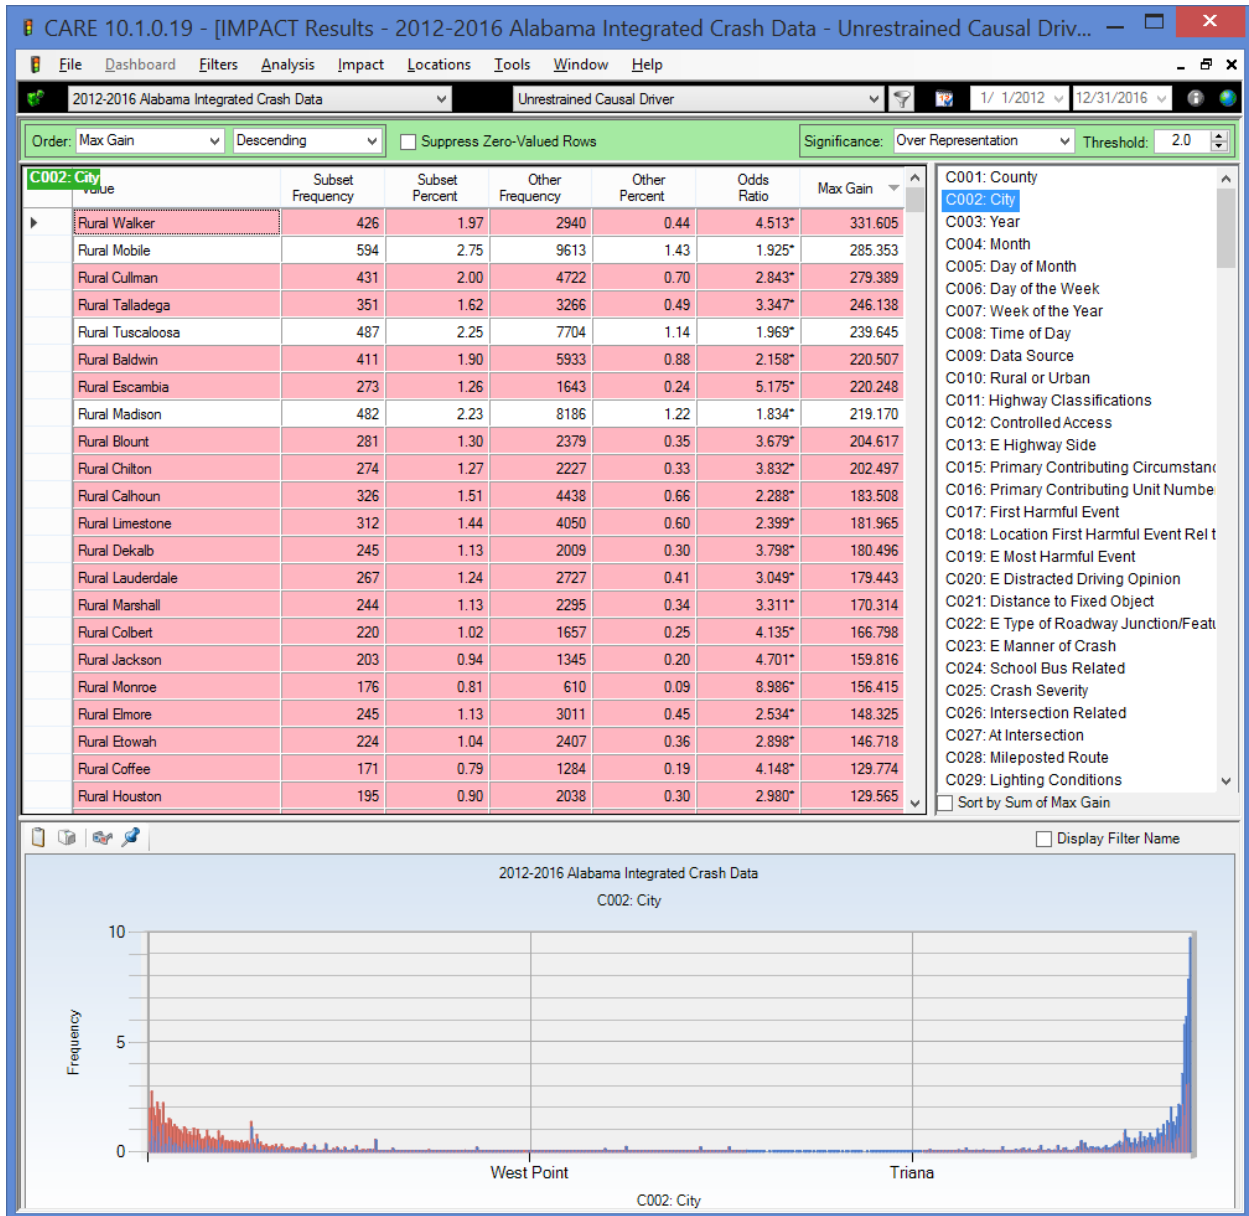 CARE 10.1.0.19 - [IMPACT Results - 2012-2016 Alabama Integrated Crash Data - Unrestrained Causal Driv...
File Dashboard Filters Analysis Impact Locations Tools Window Help
2012-2016 Alabama Integrated Crash Data Unrestrained Causal Driver 1/ 1/2012 12/31/2016
Order: Max Gain Descending Suppress Zero-Valued Rows Significance: Over Representation Threshold: 2.0
C002: City
Subset Frequency Subset Percent Other Frequency Other Percent Odds Ratio Max Gain
Rural Walker 426 1.97 2940 0.44 4.513* 331.605
Rural Mobile 594 2.75 9613 1.43 1.925* 285.353
Rural Cullman 431 2.00 4722 0.70 2.843* 279.389
Rural Talladega 351 1.62 3266 0.49 3.347* 246.138
Rural Tuscaloosa 487 2.25 7704 1.14 1.969* 239.645
Rural Baldwin 411 1.90 5933 0.88 2.158* 220.507
Rural Escambia 273 1.26 1643 0.24 5.175* 220.248
Rural Madison 482 2.23 8186 1.22 1.834* 219.170
Rural Blount 281 1.30 2379 0.35 3.679* 204.617
Rural Chilton 274 1.27 2227 0.33 3.832* 202.497
Rural Calhoun 326 1.51 4438 0.66 2.288* 183.508
Rural Limestone 312 1.44 4050 0.60 2.399* 181.965
Rural Dekalb 245 1.13 2009 0.30 3.798* 180.496
Rural Lauderdale 267 1.24 2727 0.41 3.049* 179.443
Rural Marshall 244 1.13 2295 0.34 3.311* 170.314
Rural Colbert 220 1.02 1657 0.25 4.135* 166.798
Rural Jackson 203 0.94 1345 0.20 4.701* 159.816
Rural Monroe 176 0.81 610 0.09 8.986* 156.415
Rural Elmore 245 1.13 3011 0.45 2.534* 148.325
Rural Etowah 224 1.04 2407 0.36 2.898* 146.718
Rural Coffee 171 0.79 1284 0.19 4.148* 129.774
Rural Houston 195 0.90 2038 0.30 2.980* 129.565
C001: County
C002: City
C003: Year
C004: Month
C005: Day of Month
C006: Day of the Week
C007: Week of the Year
C008: Time of Day
C009: Data Source
C010: Rural or Urban
C011: Highway Classifications
C012: Controlled Access
C013: E Highway Side
C015: Primary Contributing Circumstanc
C016: Primary Contributing Unit Numbe
C017: First Harmful Event
C018: Location First Harmful Event Rel t
C019: E Most Harmful Event
C020: E Distracted Driving Opinion
C021: Distance to Fixed Object
C022: E Type of Roadway Junction/Featu
C023: E Manner of Crash
C024: School Bus Related
C025: Crash Severity
C026: Intersection Related
C027: At Intersection
C028: Mileposted Route
C029: Lighting Conditions
Sort by Sum of Max Gain
Display Filter Name
2012-2016 Alabama Integrated Crash Data
C002: City
10
5
0
Frequency
West Point Triana
C002: City